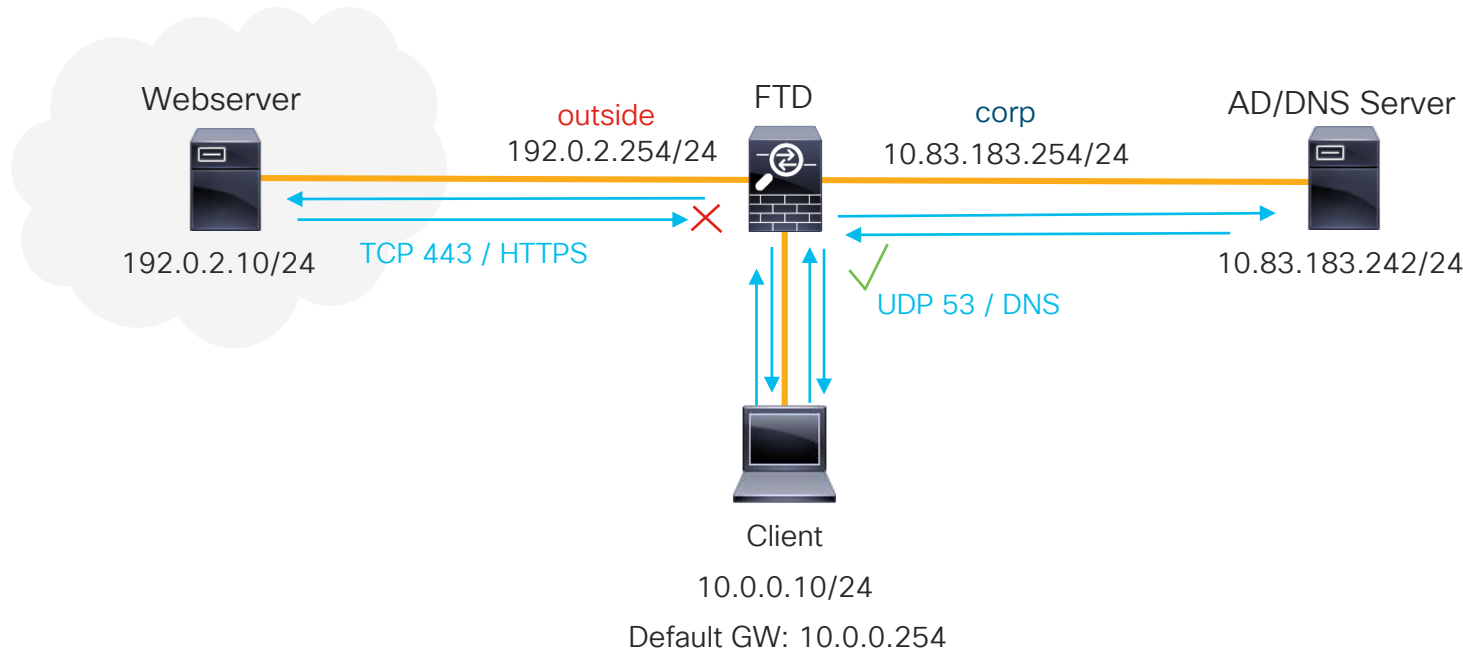 Webserver
outside
192.0.2.254/24
FTD
corp
10.83.183.254/24
AD/DNS Server
192.0.2.10/24
TCP 443 / HTTPS
UDP 53 / DNS
10.83.183.242/24
Client
10.0.0.10/24
Default GW: 10.0.0.254